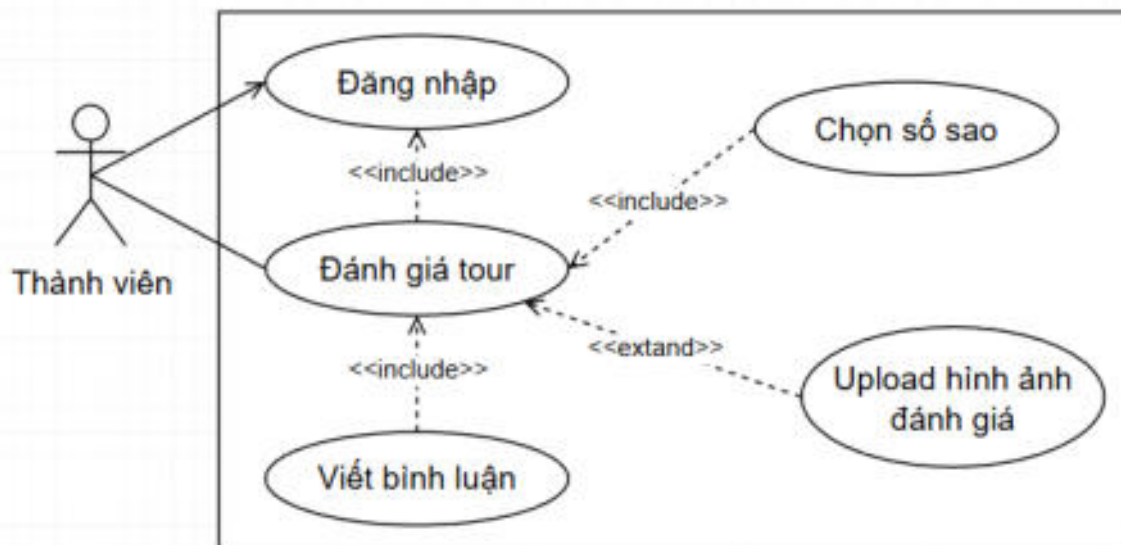 Đăng nhập
Chọn số sao
<<include>>
<<include>>
Đánh giá tour
Thành viên
<<extand>>
<<include>>
Upload hình ảnh
đánh giá
Viết bình luận